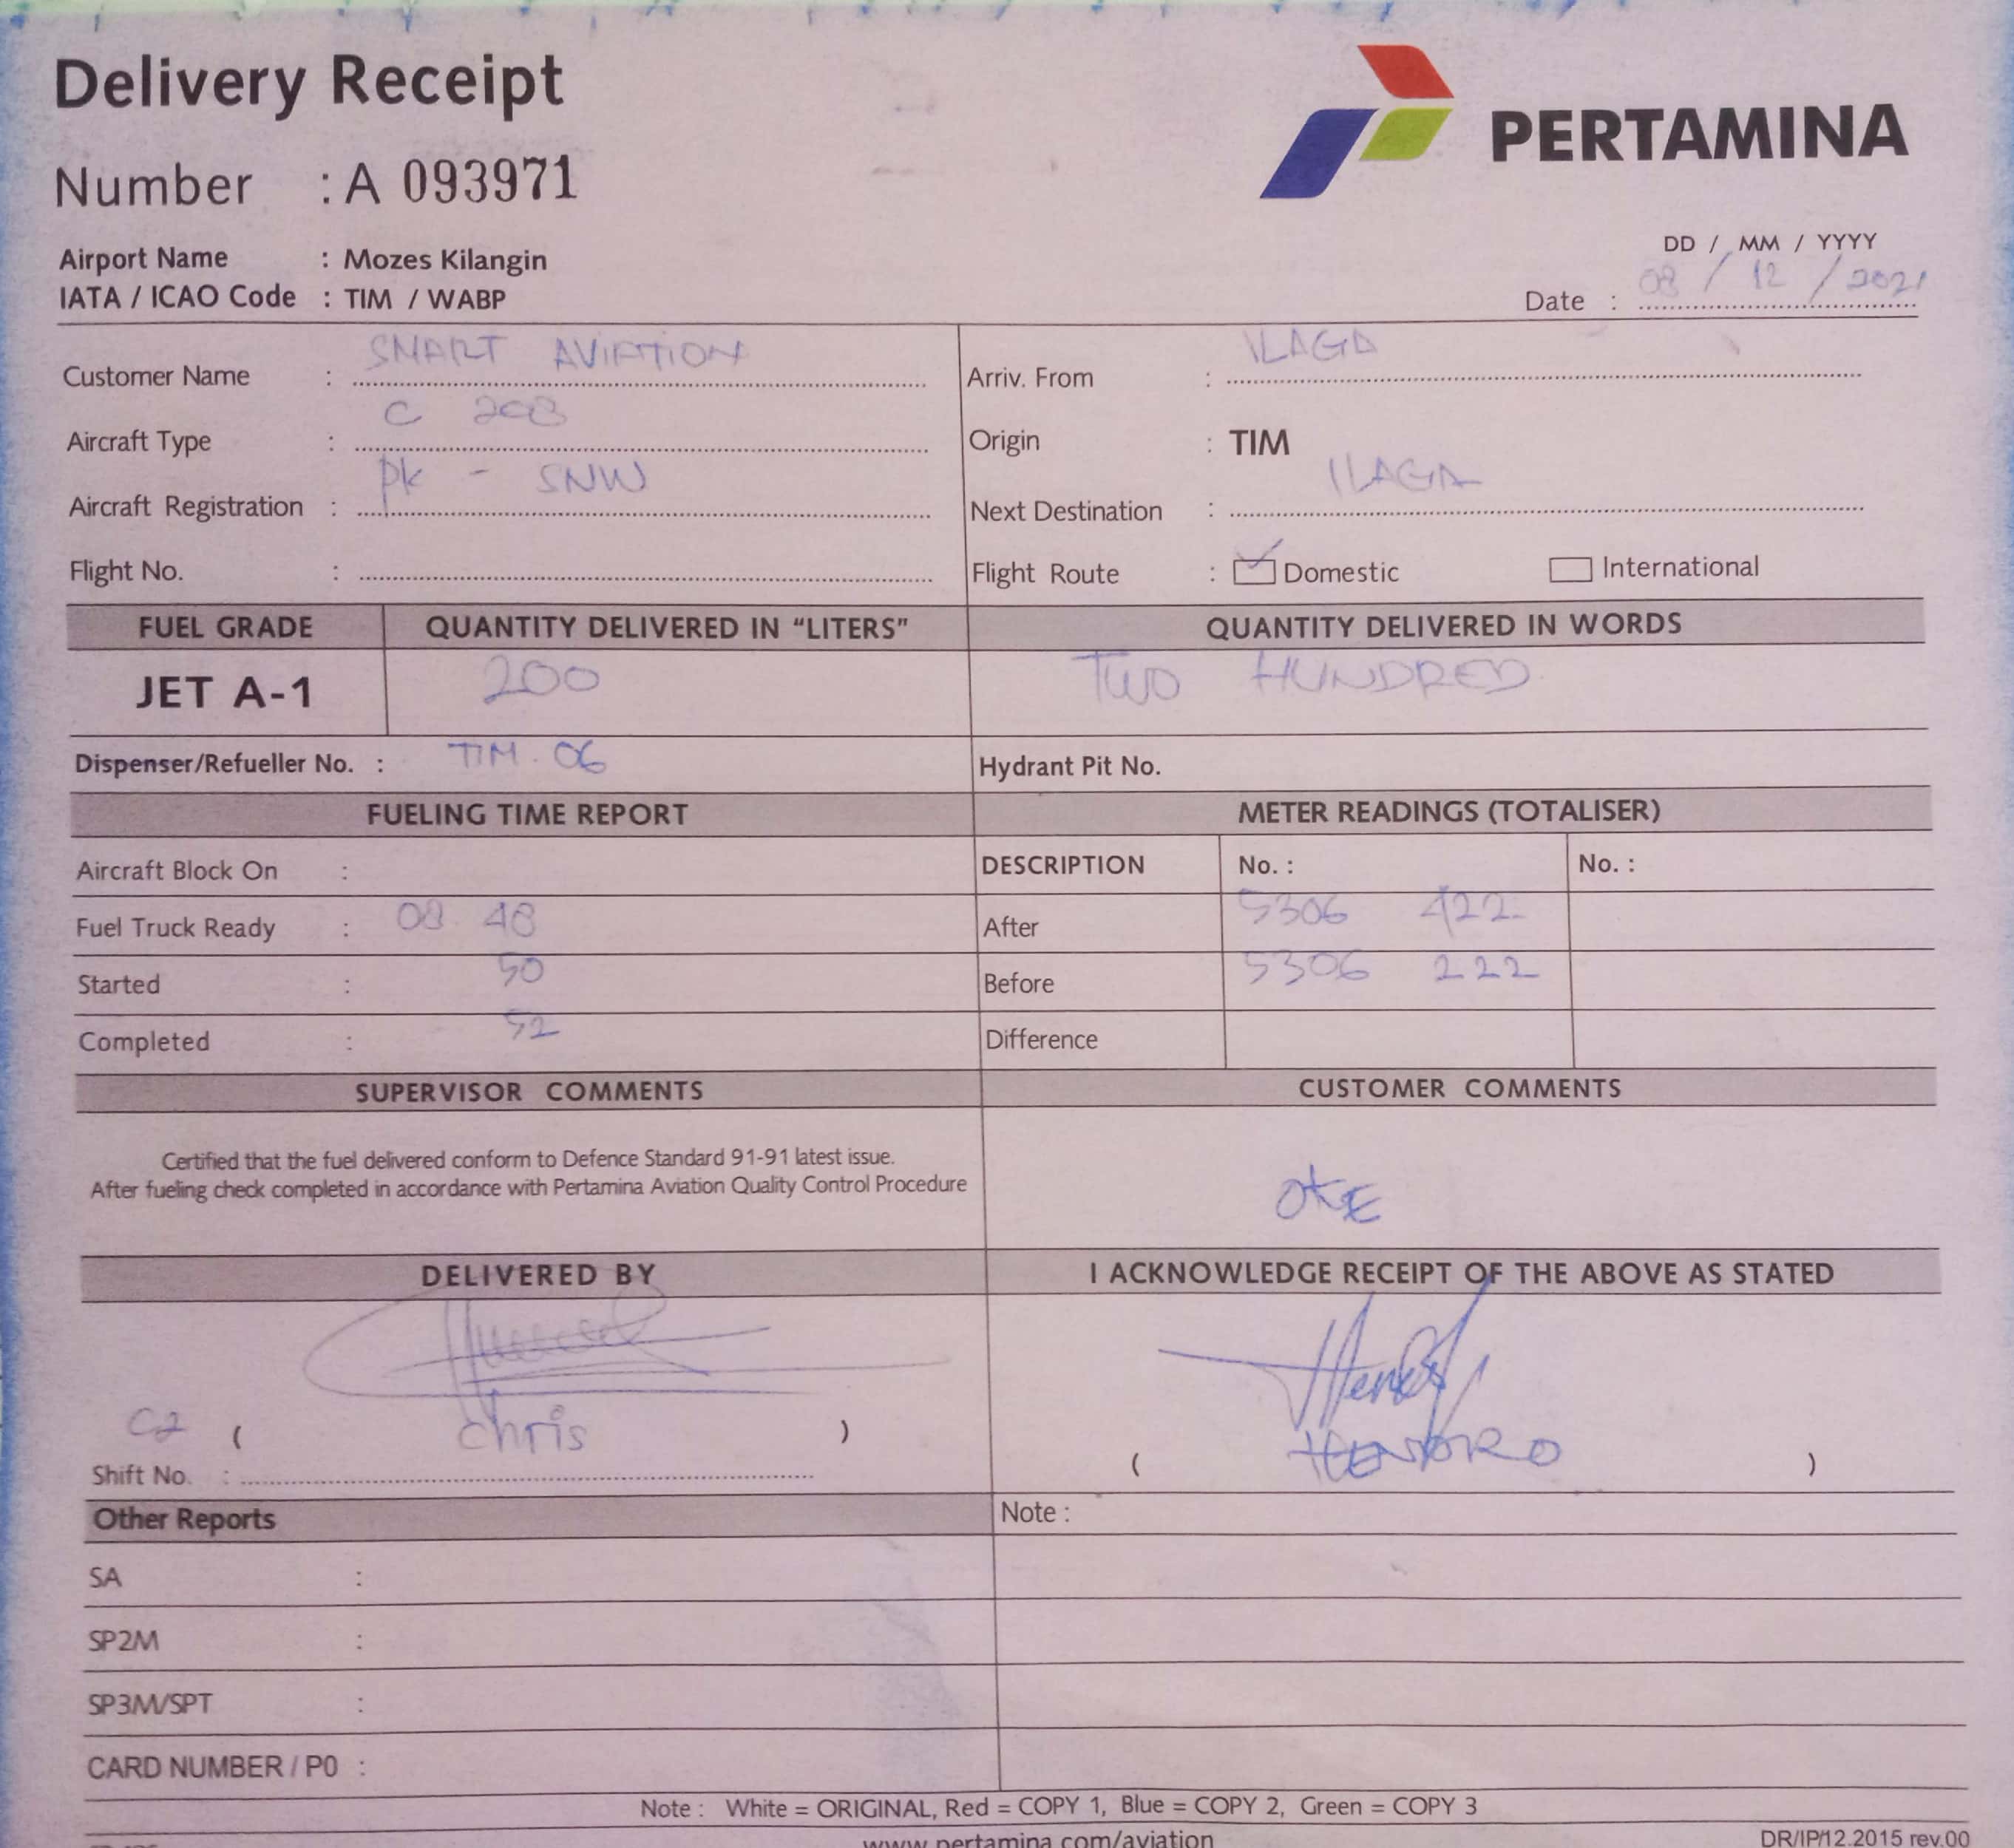 Delivery Receipt
PERTAMINA
Number : A 093971
Airport Name : Mozes Kilangin
IATA / ICAO Code : TIM / WABP
DD / MM / YYYY
Date : 08 / 12 / 2021
Customer Name : SMART AVIATION
Arriv. From : ILAGA
Aircraft Type : C 208
Origin : TIM
Aircraft Registration : PK - SNW
Next Destination : ILAGA
Flight No. :
Flight Route : Domestic International
FUEL GRADE QUANTITY DELIVERED IN “LITERS” QUANTITY DELIVERED IN WORDS
JET A-1 200 TWO HUNDRED
Dispenser/Refueller No. : TIM . 06 Hydrant Pit No.
FUELING TIME REPORT METER READINGS (TOTALISER)
Aircraft Block On : DESCRIPTION No. : No. :
Fuel Truck Ready : 08 48 After 5306 422
Started : 50 Before 5306 222
Completed : 52 Difference
SUPERVISOR COMMENTS CUSTOMER COMMENTS
Certified that the fuel delivered conform to Defence Standard 91-91 latest issue.
After fueling check completed in accordance with Pertamina Aviation Quality Control Procedure
OKE
DELIVERED BY I ACKNOWLEDGE RECEIPT OF THE ABOVE AS STATED
C2 ( chris )
Shift No. :
( HENDRO )
Other Reports Note :
SA :
SP2M :
SP3M/SPT :
CARD NUMBER / P0 :
Note : White = ORIGINAL, Red = COPY 1, Blue = COPY 2, Green = COPY 3
www.pertamina.com/aviation
DR/IP/12.2015 rev.00